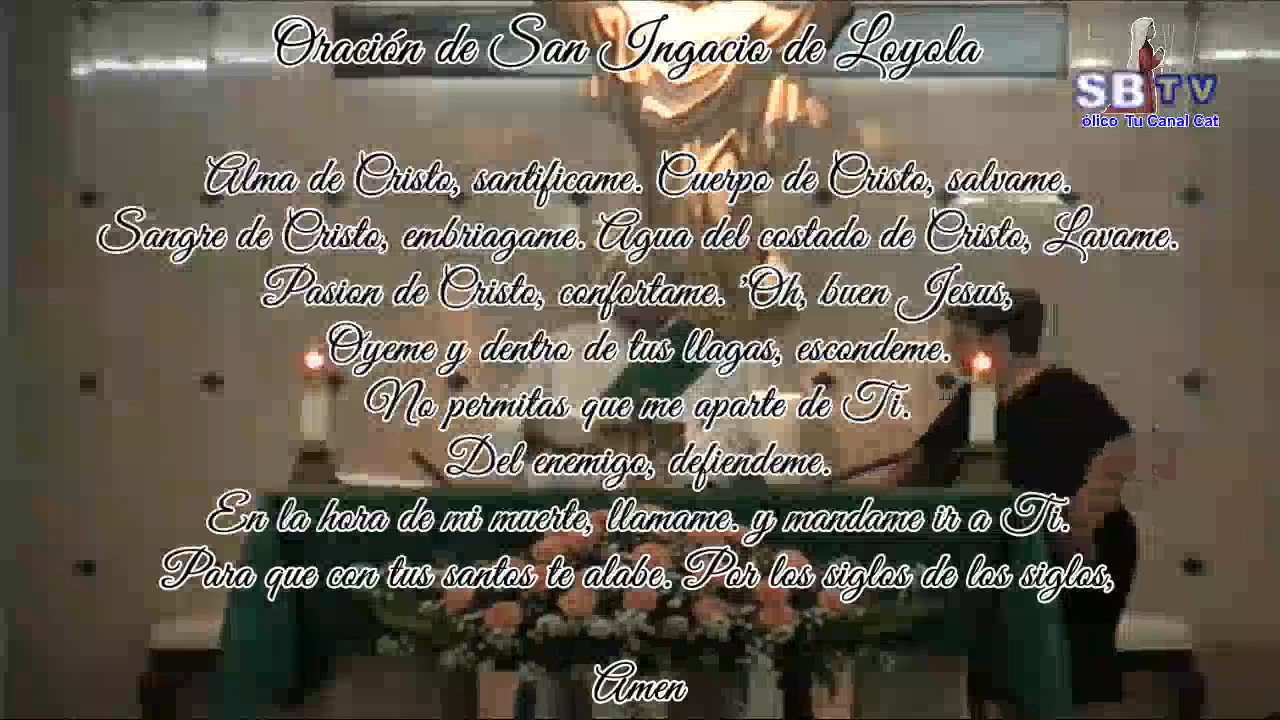 Oración de San Ingacio de Loyola
SBTV
ólico Tu Canal Cat
Alma de Cristo, santificame. Cuerpo de Cristo, salvame.
Sangre de Cristo, embriagame. Agua del costado de Cristo, Lavame.
Pasion de Cristo, confortame. 'Oh, buen Jesus,
Oyeme y dentro de tus llagas, escondeme.
No permitas que me aparte de Ti.
Del enemigo, defiendeme.
En la hora de mi muerte, llamame. y mandame ir a Ti.
Para que con tus santos te alabe. Por los siglos de los siglos,
Amen